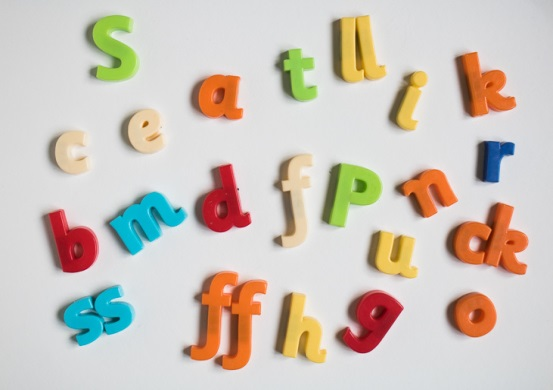 s a t ll i k
c e r
b m d f p n
u ck
ss ff h g o